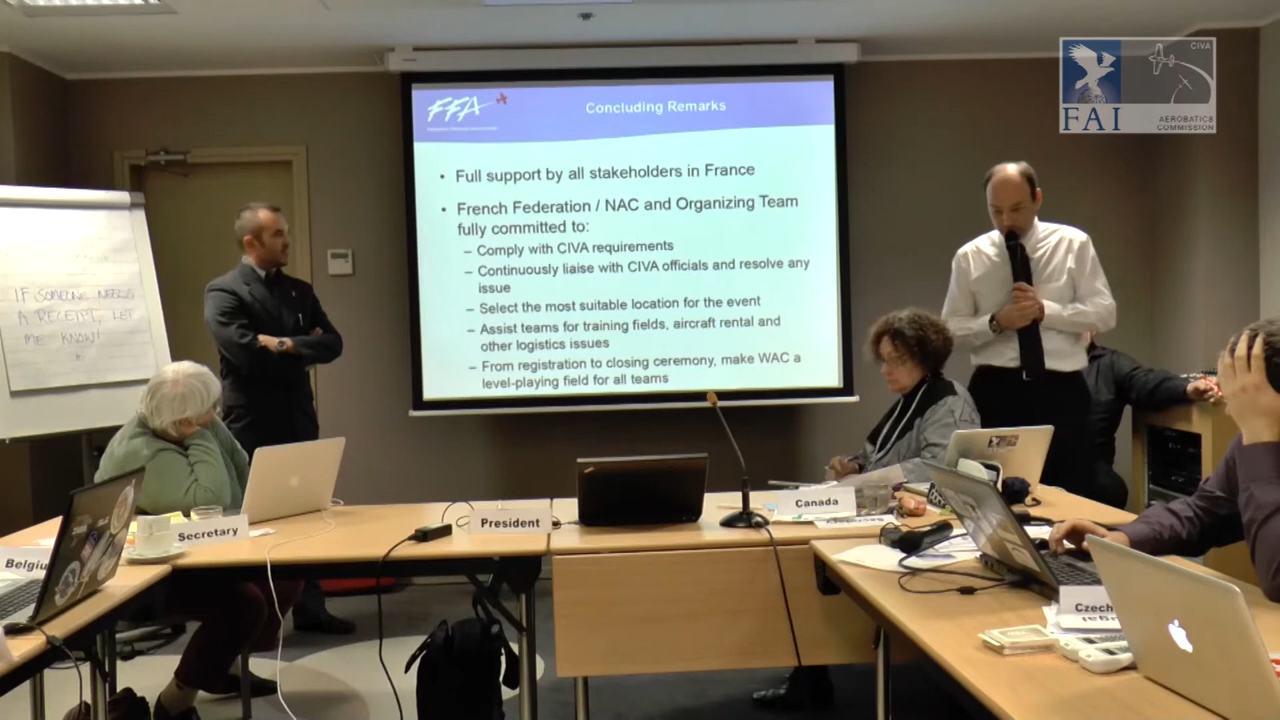 CIVA
FAI
AEROBATICS
COMMISSION
FFA
Concluding Remarks
• Full support by all stakeholders in France
• French Federation / NAC and Organizing Team
fully committed to:
– Comply with CIVA requirements
– Continuously liaise with CIVA officials and resolve any
issue
– Select the most suitable location for the event
– Assist teams for training fields, aircraft rental and
other logistics issues
– From registration to closing ceremony, make WAC a
level-playing field for all teams
IF SOMEONE NEEDS
A RECEIPT, LET
ME KNOW!
Secretary
President
Canada
Belgiu
Czech